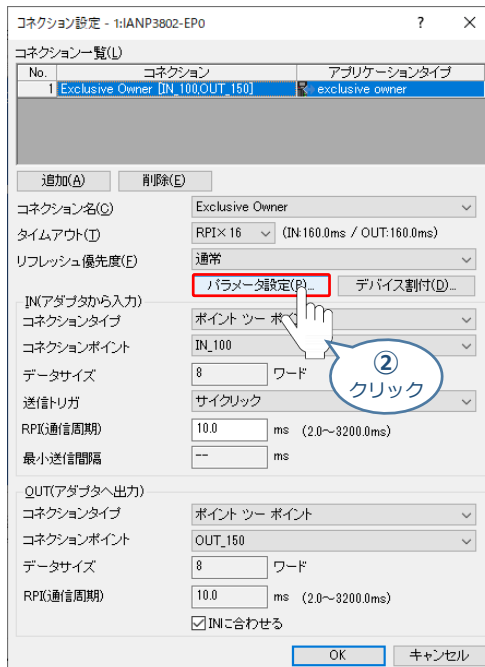 コネクション設定 - 1:IANP3802-EP0 ? ×
コネクション一覧(L)
No. コネクション アプリケーションタイプ
1 Exclusive Owner [IN_100,OUT_150] exclusive owner
追加(A) 削除(E)
コネクション名(C) Exclusive Owner
タイムアウト(T) RPI×16 (IN:160.0ms / OUT:160.0ms)
リフレッシュ優先度(F) 通常
パラメータ設定(P)... デバイス割付(D)...
IN(アダプタから入力)
コネクションタイプ ポイント ツー ポイ
コネクションポイント IN_100
②
クリック
データサイズ 8 ワード
送信トリガ サイクリック
RPI(通信周期) 10.0 ms (2.0～3200.0ms)
最小送信間隔 -- ms
OUT(アダプタへ出力)
コネクションタイプ ポイント ツー ポイント
コネクションポイント OUT_150
データサイズ 8 ワード
RPI(通信周期) 10.0 ms (2.0～3200.0ms)
INに合わせる
OK キャンセル